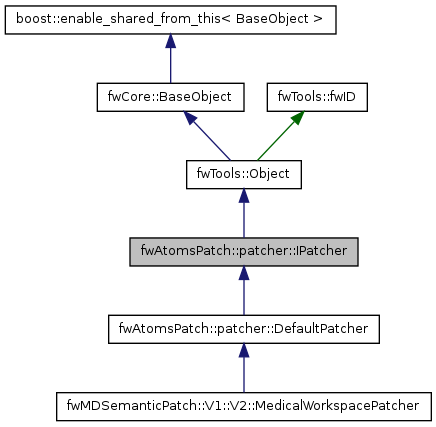 boost::enable_shared_from_this< BaseObject >
fwCore::BaseObject
fwTools::fwID
fwTools::Object
fwAtomsPatch::patcher::IPatcher
fwAtomsPatch::patcher::DefaultPatcher
fwMDSemanticPatch::V1::V2::MedicalWorkspacePatcher